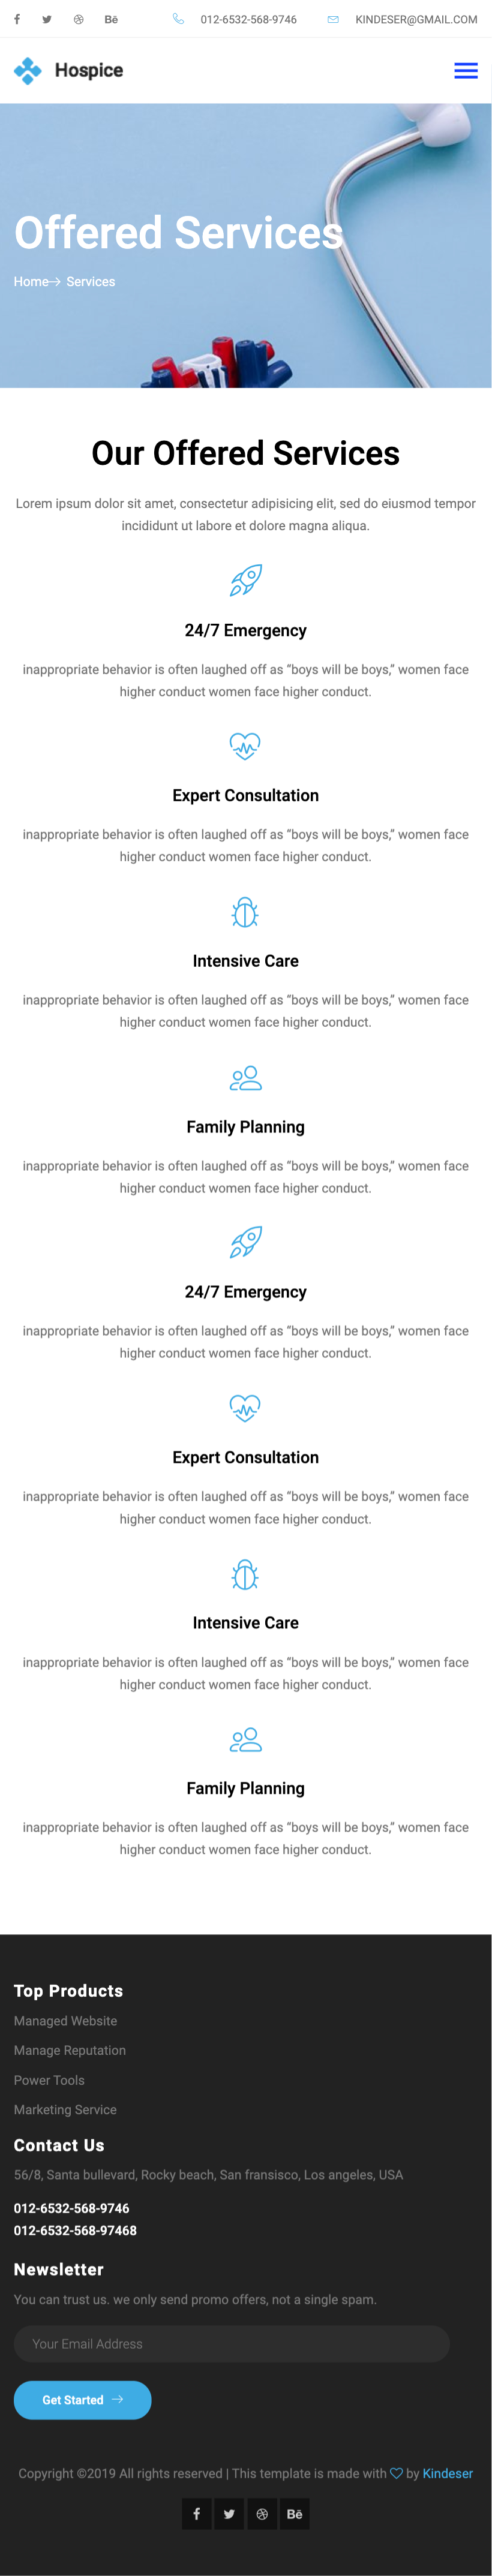 012-6532-568-9746 KINDESER@GMAIL.COM
Hospice
Offered Services
Home Services
Our Offered Services
Lorem ipsum dolor sit amet, consectetur adipisicing elit, sed do eiusmod tempor
incididunt ut labore et dolore magna aliqua.
24/7 Emergency
inappropriate behavior is often laughed off as “boys will be boys,” women face
higher conduct women face higher conduct.
Expert Consultation
inappropriate behavior is often laughed off as “boys will be boys,” women face
higher conduct women face higher conduct.
Intensive Care
inappropriate behavior is often laughed off as “boys will be boys,” women face
higher conduct women face higher conduct.
Family Planning
inappropriate behavior is often laughed off as “boys will be boys,” women face
higher conduct women face higher conduct.
24/7 Emergency
inappropriate behavior is often laughed off as “boys will be boys,” women face
higher conduct women face higher conduct.
Expert Consultation
inappropriate behavior is often laughed off as “boys will be boys,” women face
higher conduct women face higher conduct.
Intensive Care
inappropriate behavior is often laughed off as “boys will be boys,” women face
higher conduct women face higher conduct.
Family Planning
inappropriate behavior is often laughed off as “boys will be boys,” women face
higher conduct women face higher conduct.
Top Products
Managed Website
Manage Reputation
Power Tools
Marketing Service
Contact Us
56/8, Santa bullevard, Rocky beach, San fransisco, Los angeles, USA
012-6532-568-9746
012-6532-568-97468
Newsletter
You can trust us. we only send promo offers, not a single spam.
Your Email Address
Get Started
Copyright ©2019 All rights reserved | This template is made with by Kindeser